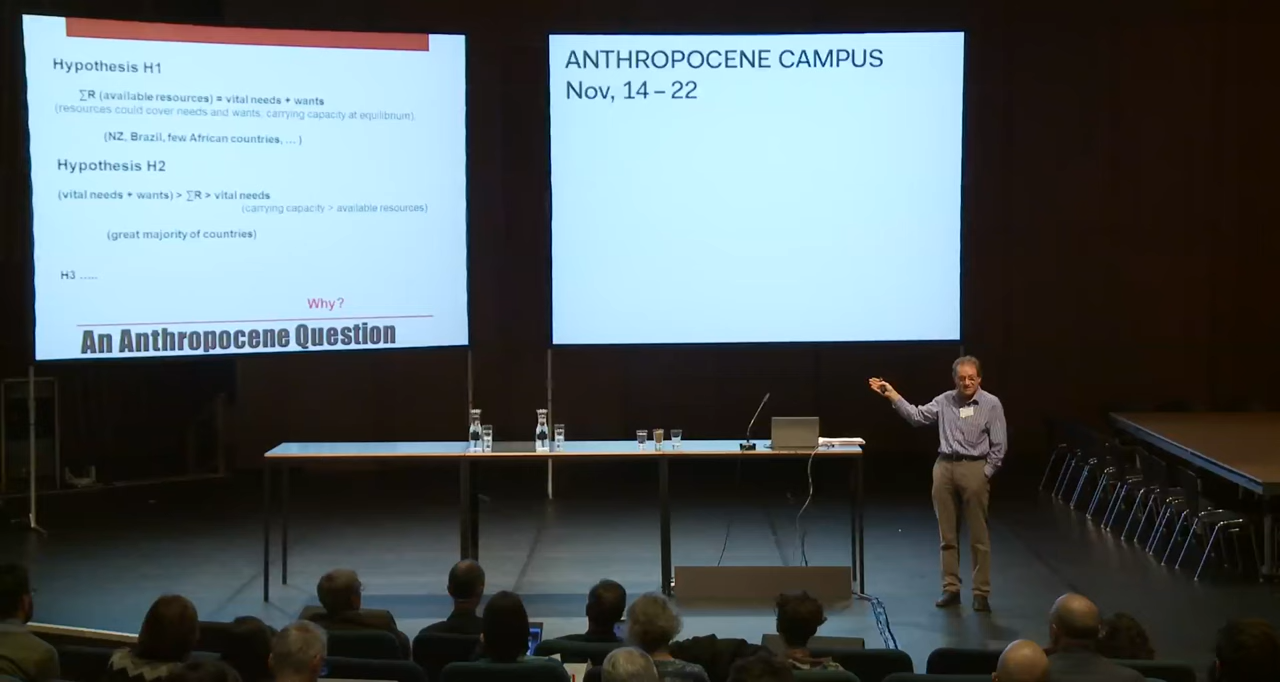 Hypothesis H1
∑R (available resources) = vital needs + wants
(resources could cover needs and wants, carrying capacity at equilibrium),
(NZ, Brazil, few African countries, ... )
Hypothesis H2
(vital needs + wants) > ∑R > vital needs
(carrying capacity > available resources)
(great majority of countries)
H3 .....
Why?
An Anthropocene Question
ANTHROPOCENE CAMPUS
Nov, 14 – 22